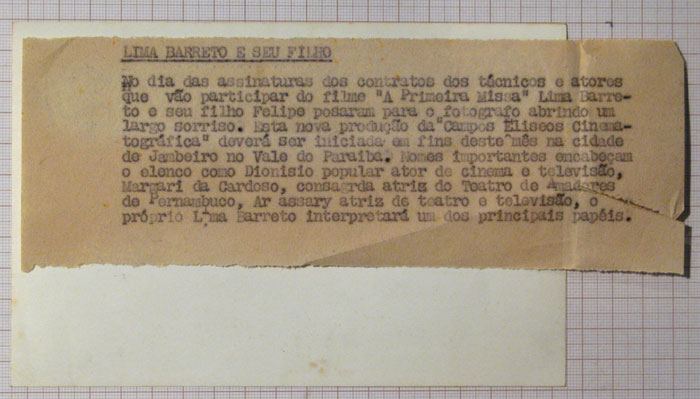 LIMA BARRETO E SEU FILHO
No dia das assinaturas dos contratos dos técnicos e atores
que vão participar do filme "A Primeira Missa" Lima Barre-
to e seu filho Felipe posaram para o fotografo abrindo um
largo sorriso. Esta nova produção da "Campos Eliseos Cinema-
tográfica" deverá ser iniciada em fins deste mês na cidade
de Jambeiro no Vale do Paraiba. Nomes importantes encabeçam
o elenco como Dionisio popular ator de cinema e televisão,
Margari da Cardoso, consagrda atriz do Teatro de Amadores
de Pernambuco, Ar assary atriz de teatro e televisão, e
próprio Lima Barreto interpretará um dos principais papéis.